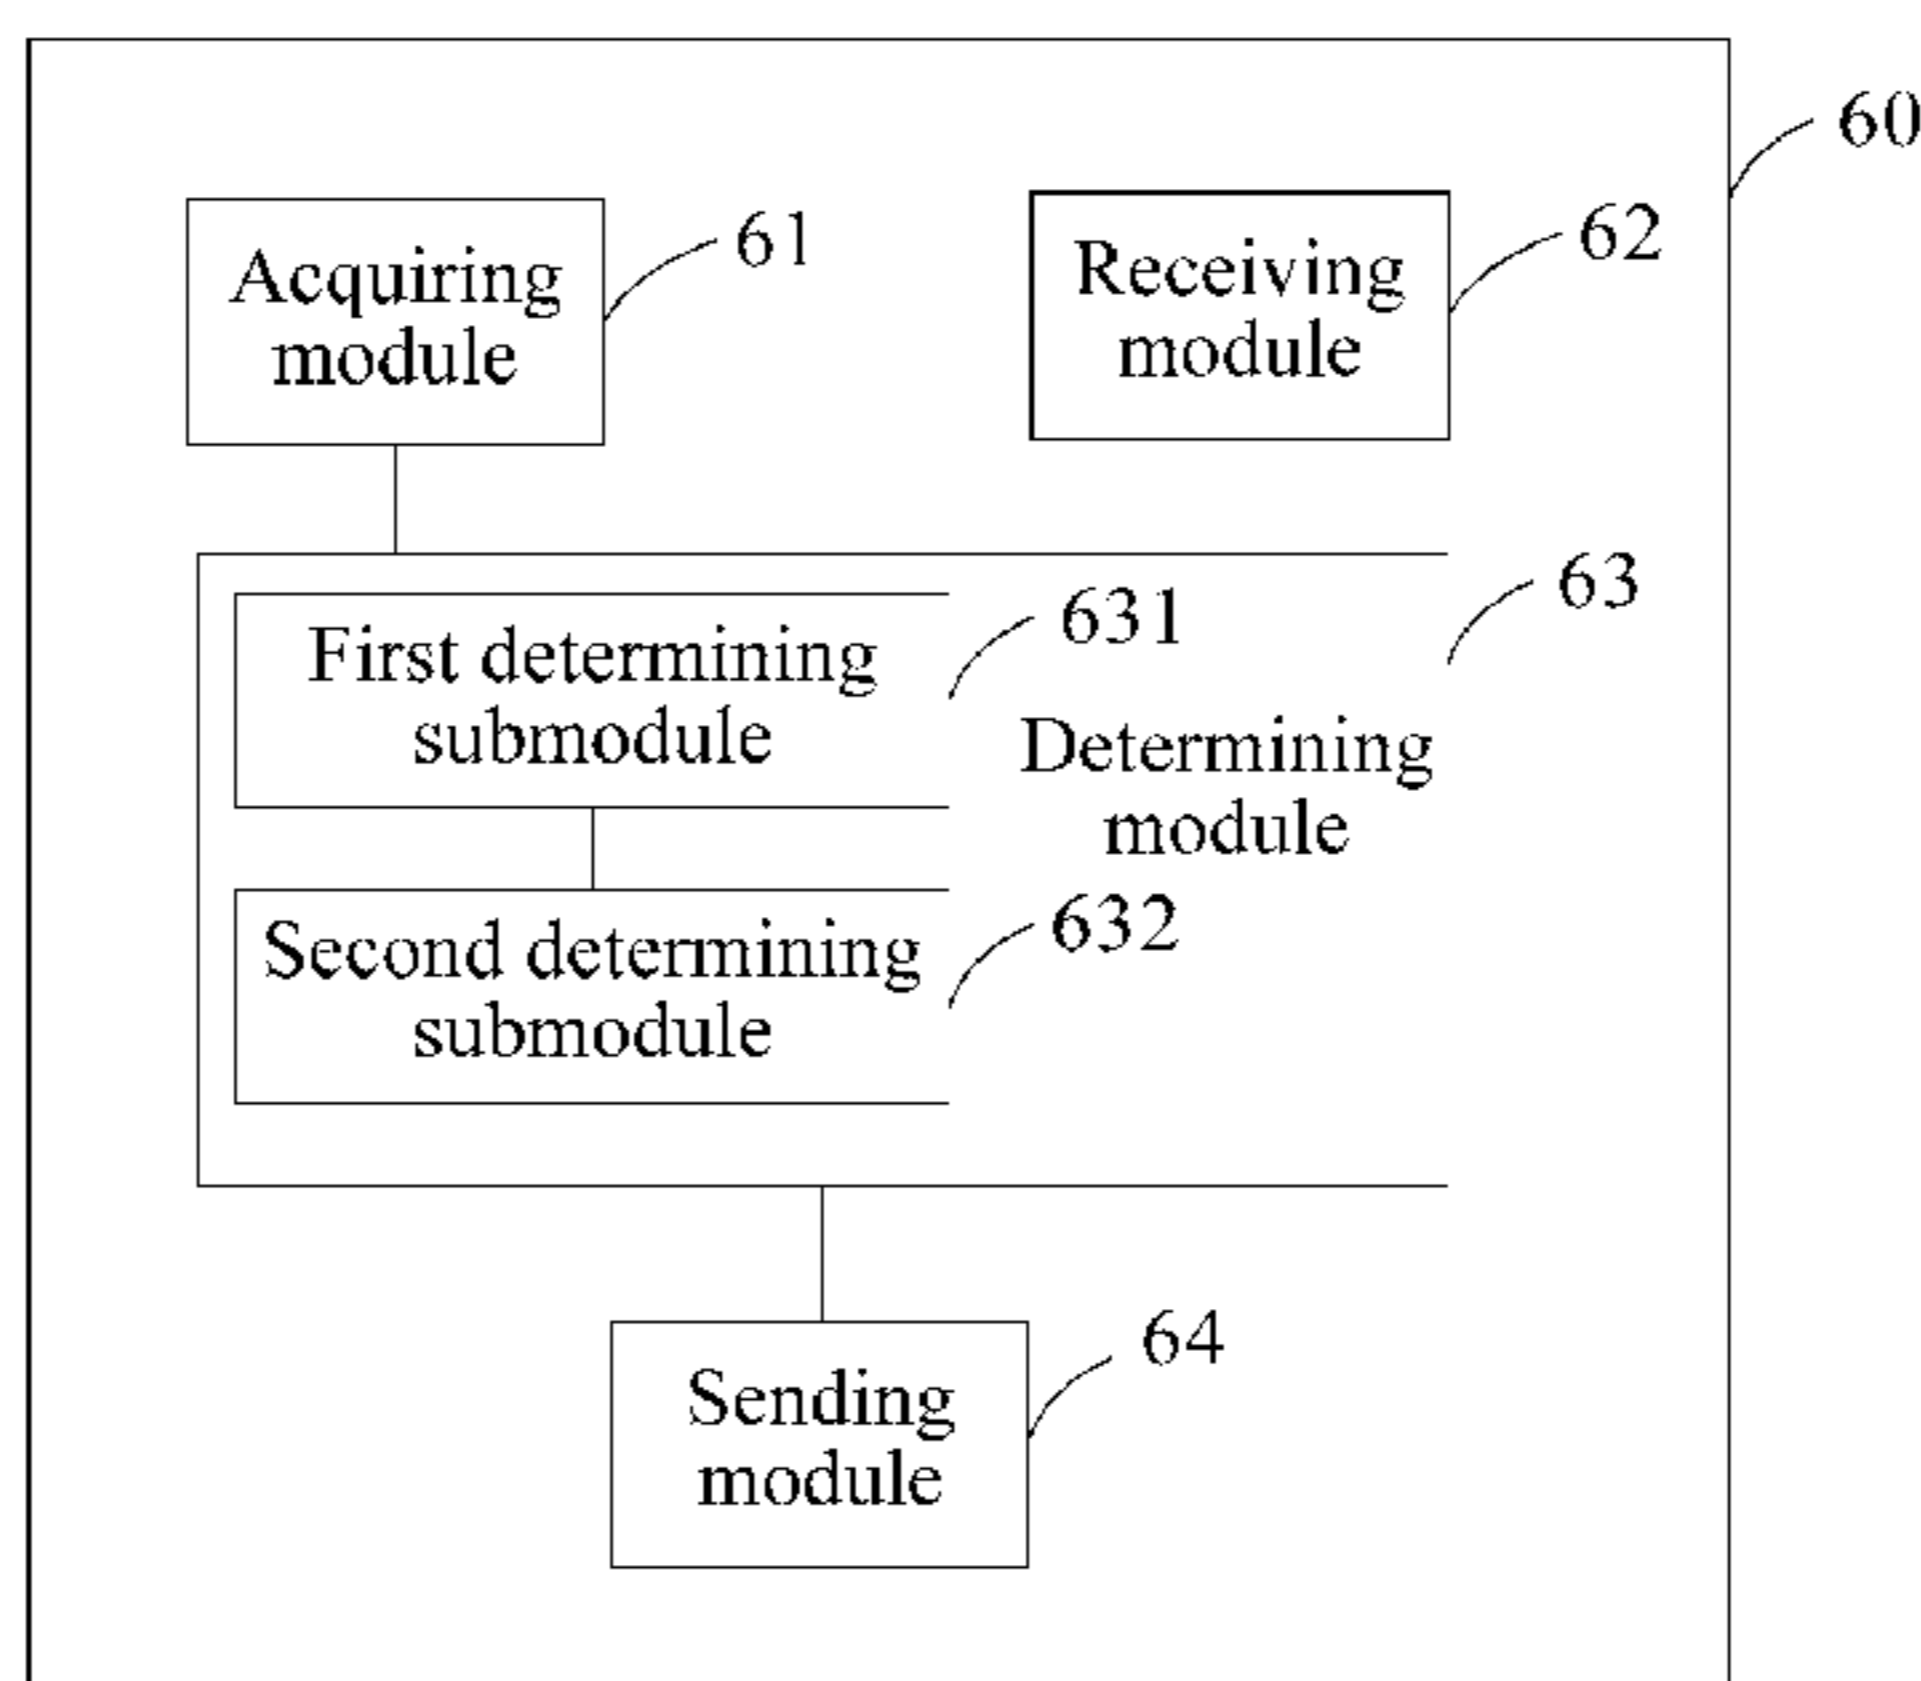 60
Acquiring
module
61
Receiving
module
62
63
First determining
submodule
631
Determining
module
Second determining
submodule
632
Sending
module
64